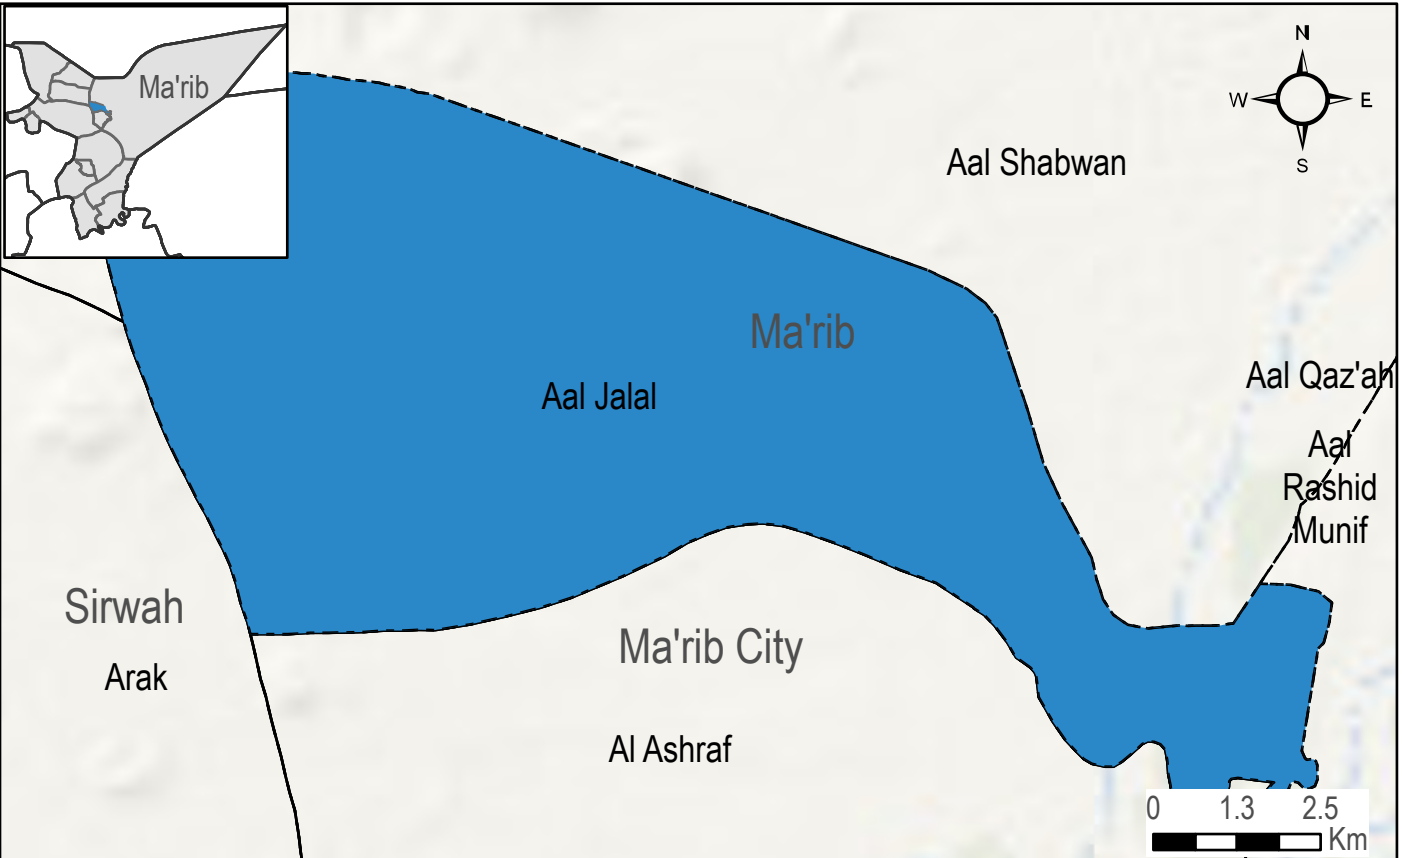 Ma'rib
N
W E
S
Aal Shabwan
Ma'rib
Aal Qaz'ah
Aal Jalal
Aal
Rashid
Munif
Sirwah
Ma'rib City
Arak
Al Ashraf
0 1.3 2.5
Km